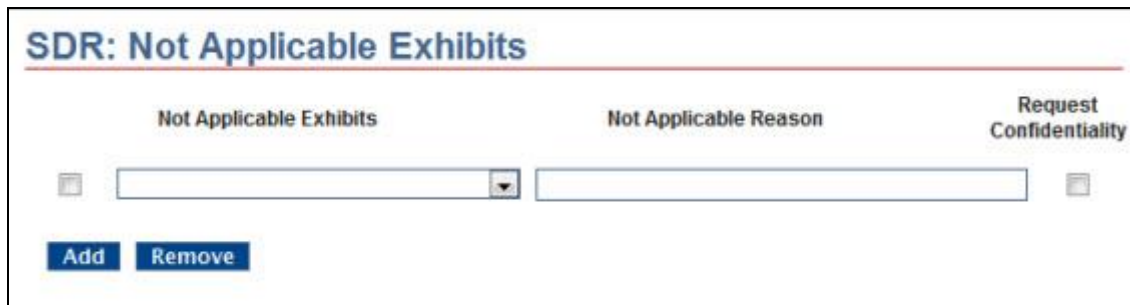 SDR: Not Applicable Exhibits
Not Applicable Exhibits Not Applicable Reason Request
Confidentiality
Add Remove